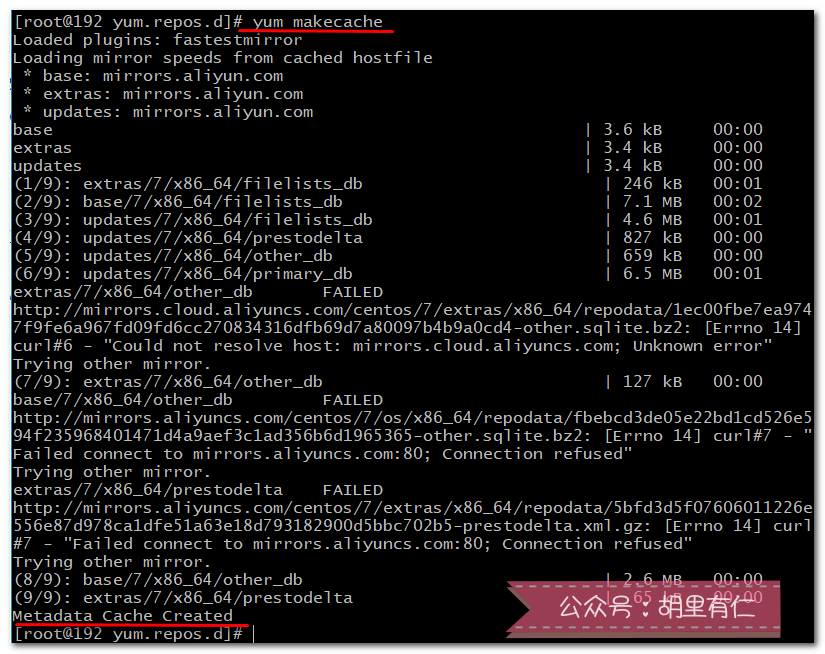 [root@192 yum.repos.d]# yum makecache
Loaded plugins: fastestmirror
Loading mirror speeds from cached hostfile
 * base: mirrors.aliyun.com
 * extras: mirrors.aliyun.com
 * updates: mirrors.aliyun.com
base | 3.6 kB 00:00
extras | 3.4 kB 00:00
updates | 3.4 kB 00:00
(1/9): extras/7/x86_64/filelists_db | 246 kB 00:01
(2/9): base/7/x86_64/filelists_db | 7.1 MB 00:02
(3/9): updates/7/x86_64/filelists_db | 4.6 MB 00:01
(4/9): updates/7/x86_64/prestodelta | 827 kB 00:00
(5/9): updates/7/x86_64/other_db | 659 kB 00:00
(6/9): updates/7/x86_64/primary_db | 6.5 MB 00:01
extras/7/x86_64/other_db FAILED
http://mirrors.cloud.aliyuncs.com/centos/7/extras/x86_64/repodata/1ec00fbe7ea974
7f9fe6a967fd09fd6cc270834316dfb69d7a80097b4b9a0cd4-other.sqlite.bz2: [Errno 14]
curl#6 - "Could not resolve host: mirrors.cloud.aliyuncs.com; Unknown error"
Trying other mirror.
(7/9): extras/7/x86_64/other_db | 127 kB 00:00
base/7/x86_64/other_db FAILED
http://mirrors.aliyuncs.com/centos/7/os/x86_64/repodata/fbebcd3de05e22bd1cd526e5
94f235968401471d4a9aef3c1ad356b6d1965365-other.sqlite.bz2: [Errno 14] curl#7 - "
Failed connect to mirrors.aliyuncs.com:80; Connection refused"
Trying other mirror.
extras/7/x86_64/prestodelta FAILED
http://mirrors.aliyuncs.com/centos/7/extras/x86_64/repodata/5bfd3d5f07606011226e
556e87d978ca1dfe51a63e18d793182900d5bbc702b5-prestodelta.xml.gz: [Errno 14] curl
#7 - "Failed connect to mirrors.aliyuncs.com:80; Connection refused"
Trying other mirror.
(8/9): base/7/x86_64/other_db | 2.6 MB 00:00
(9/9): extras/7/x86_64/prestodelta | 65 kB 00:00
Metadata Cache Created
[root@192 yum.repos.d]#
公众号：胡里有仁